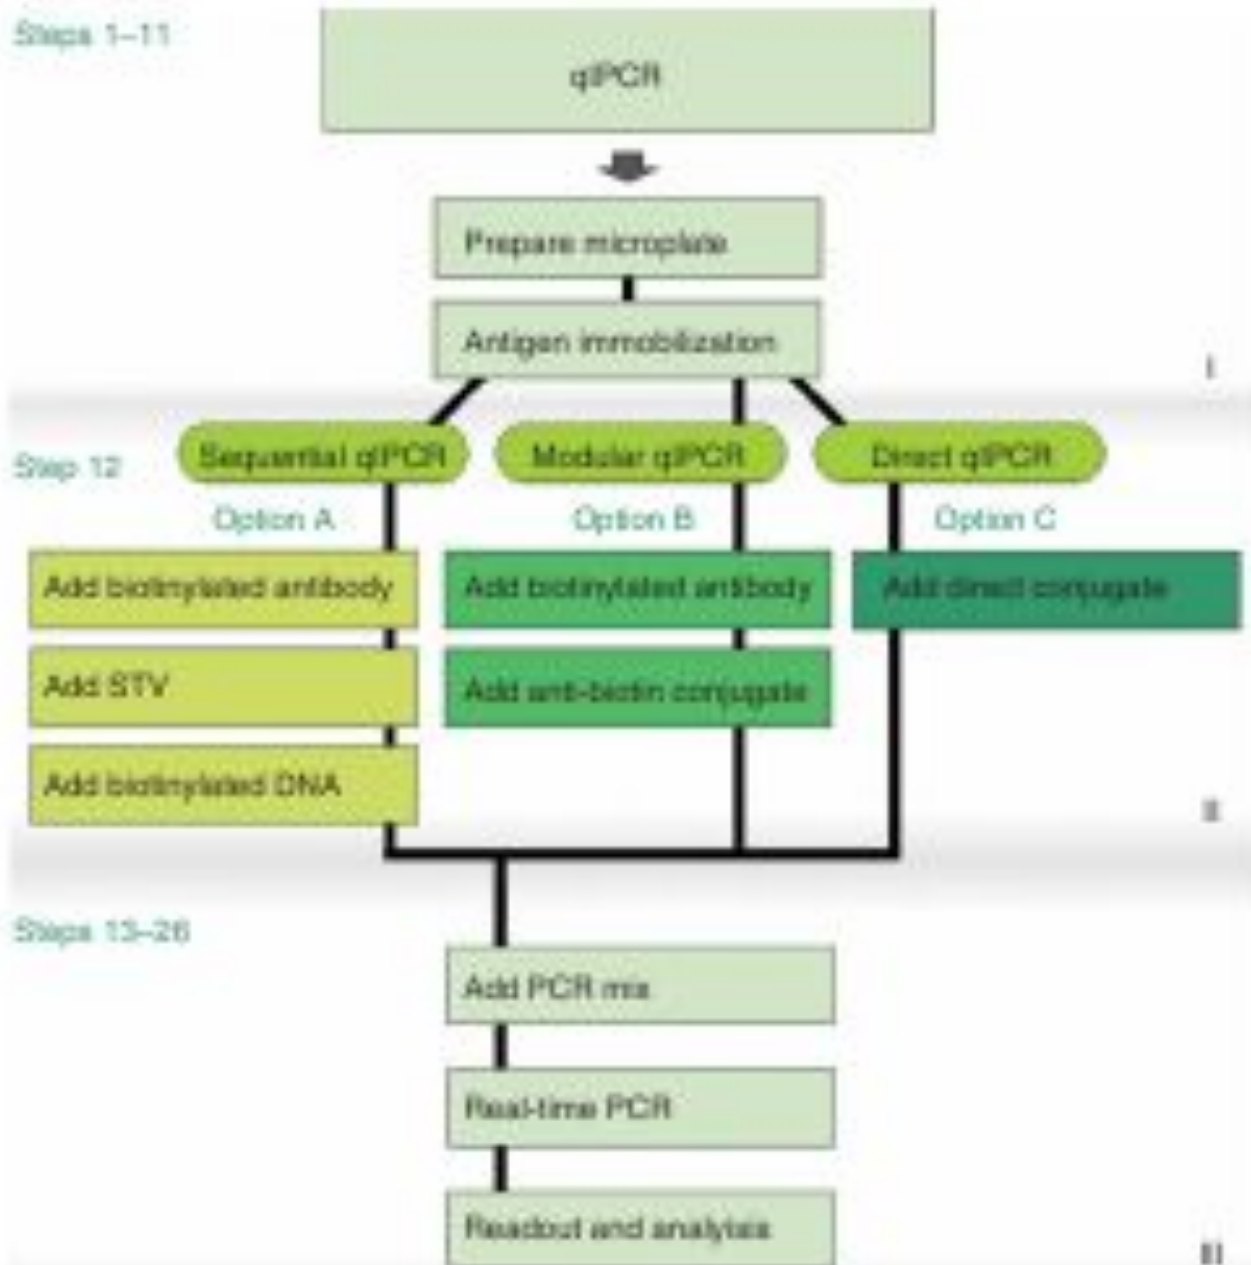 Steps 1–11
qIPCR
Prepare microplate
Antigen immobilization
I
Sequential qIPCR
Modular qIPCR
Direct qIPCR
Step 12
Option A
Option B
Option C
Add biotinylated antibody
Add biotinylated antibody
Add direct conjugate
Add STV
Add anti-biotin conjugate
Add biotinylated DNA
II
Steps 13–26
Add PCR mix
Real-time PCR
Readout and analyisis
III